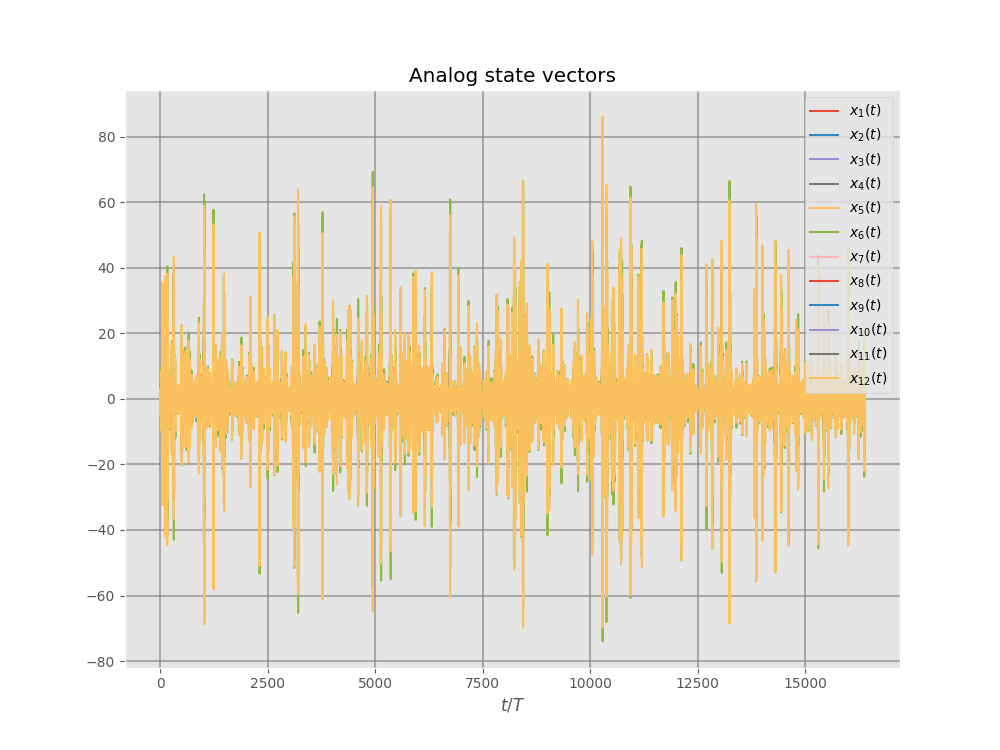 Analog state vectors
80
60
40
20
0
−20
−40
−60
−80
0 2500 5000 7500 10000 12500 15000
t/T
x₁(t)
x₂(t)
x₃(t)
x₄(t)
x₅(t)
x₆(t)
x₇(t)
x₈(t)
x₉(t)
x₁₀(t)
x₁₁(t)
x₁₂(t)